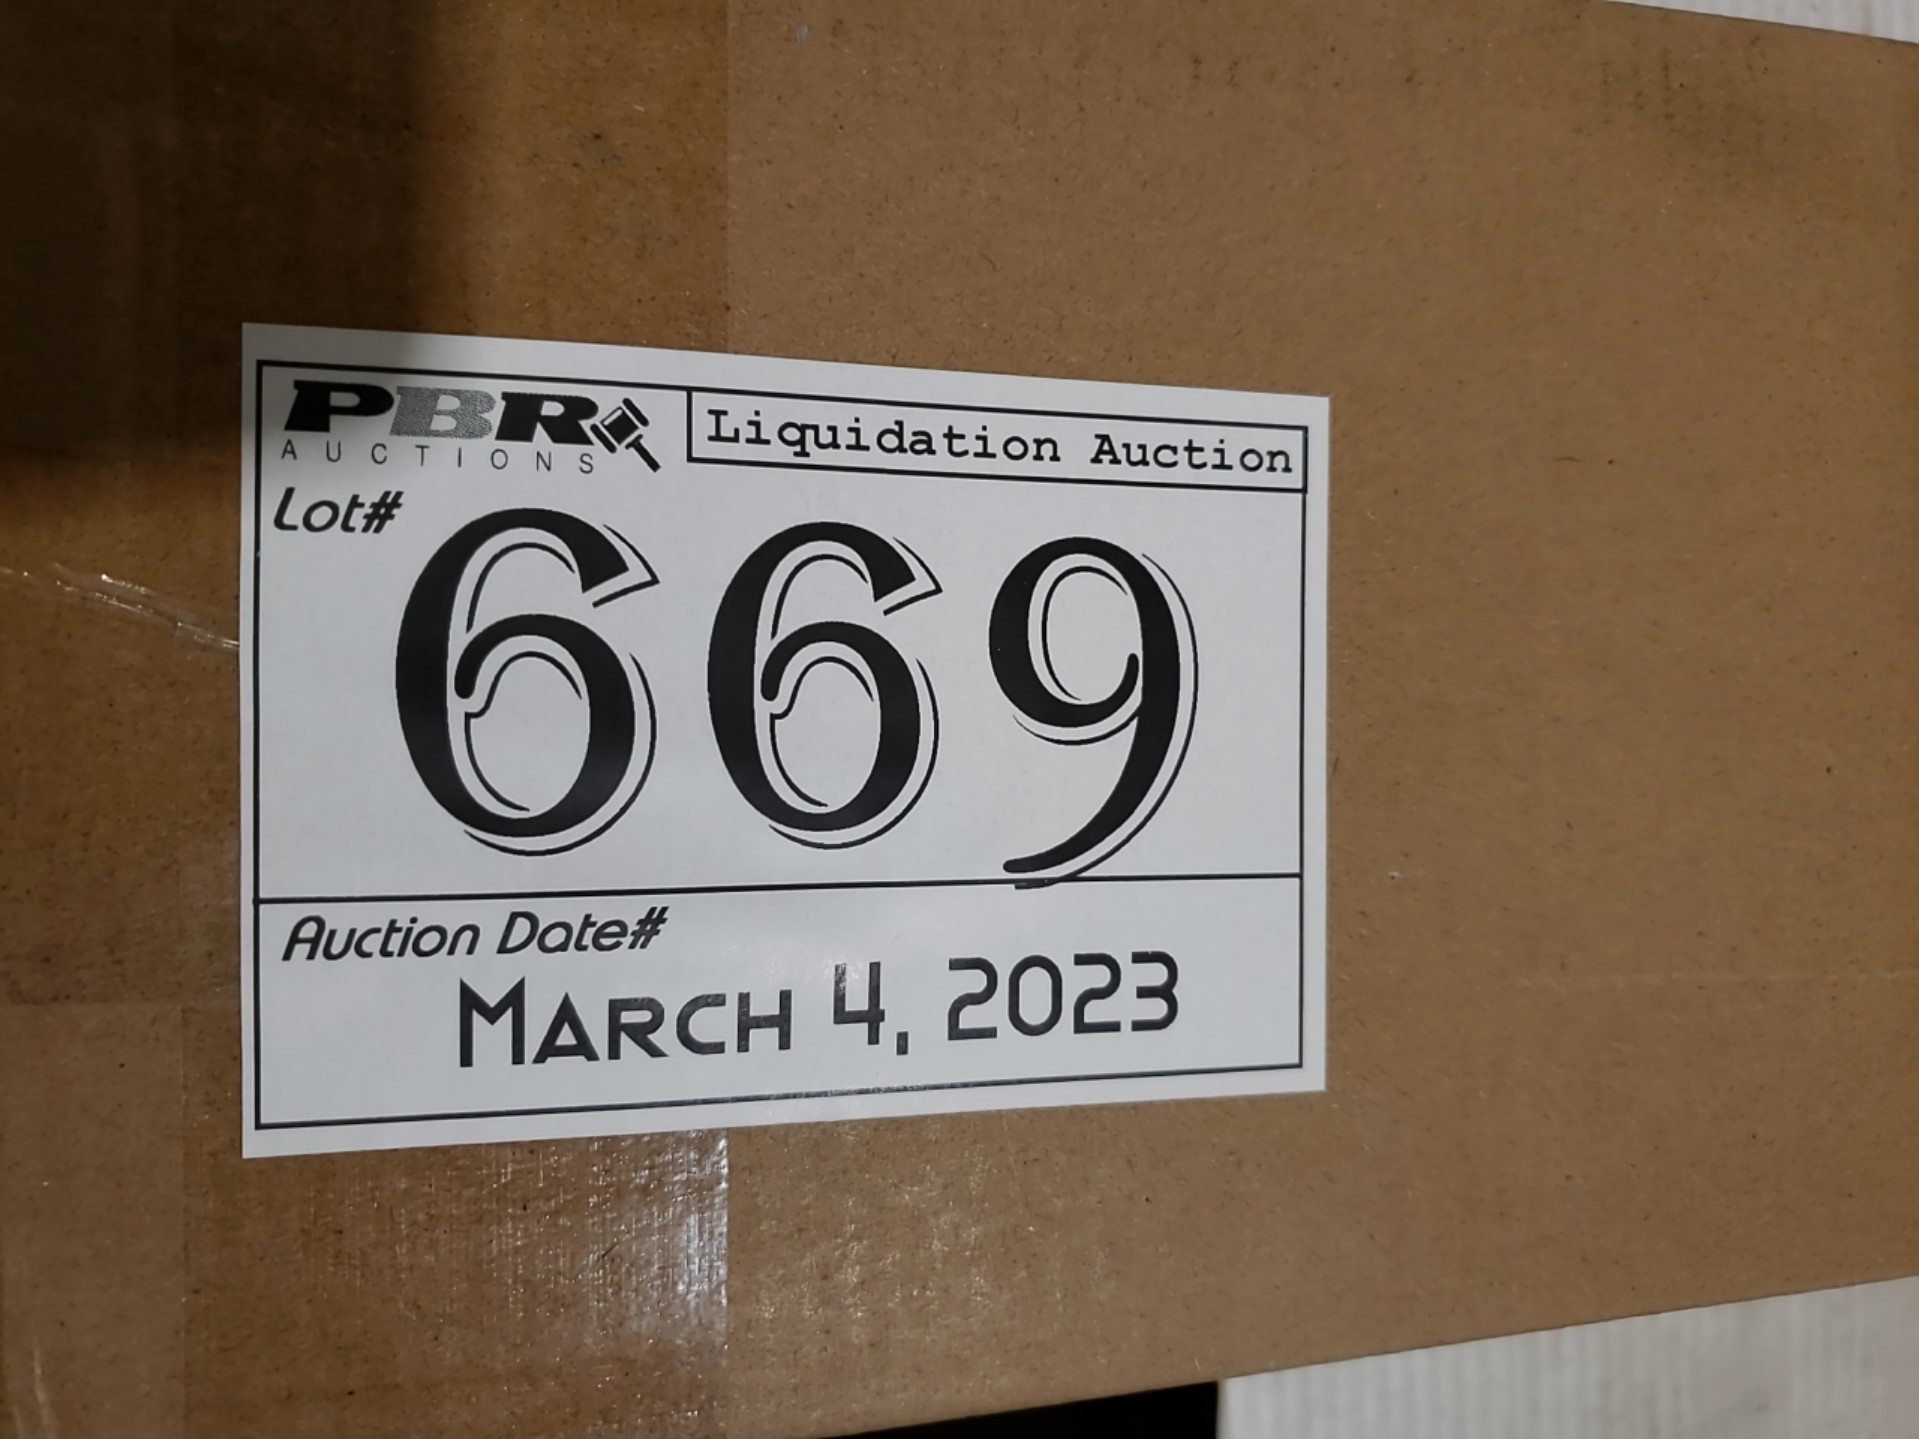 PBR
AUCTIONS
Liquidation Auction
Lot#
669
Auction Date#
MARCH 4, 2023